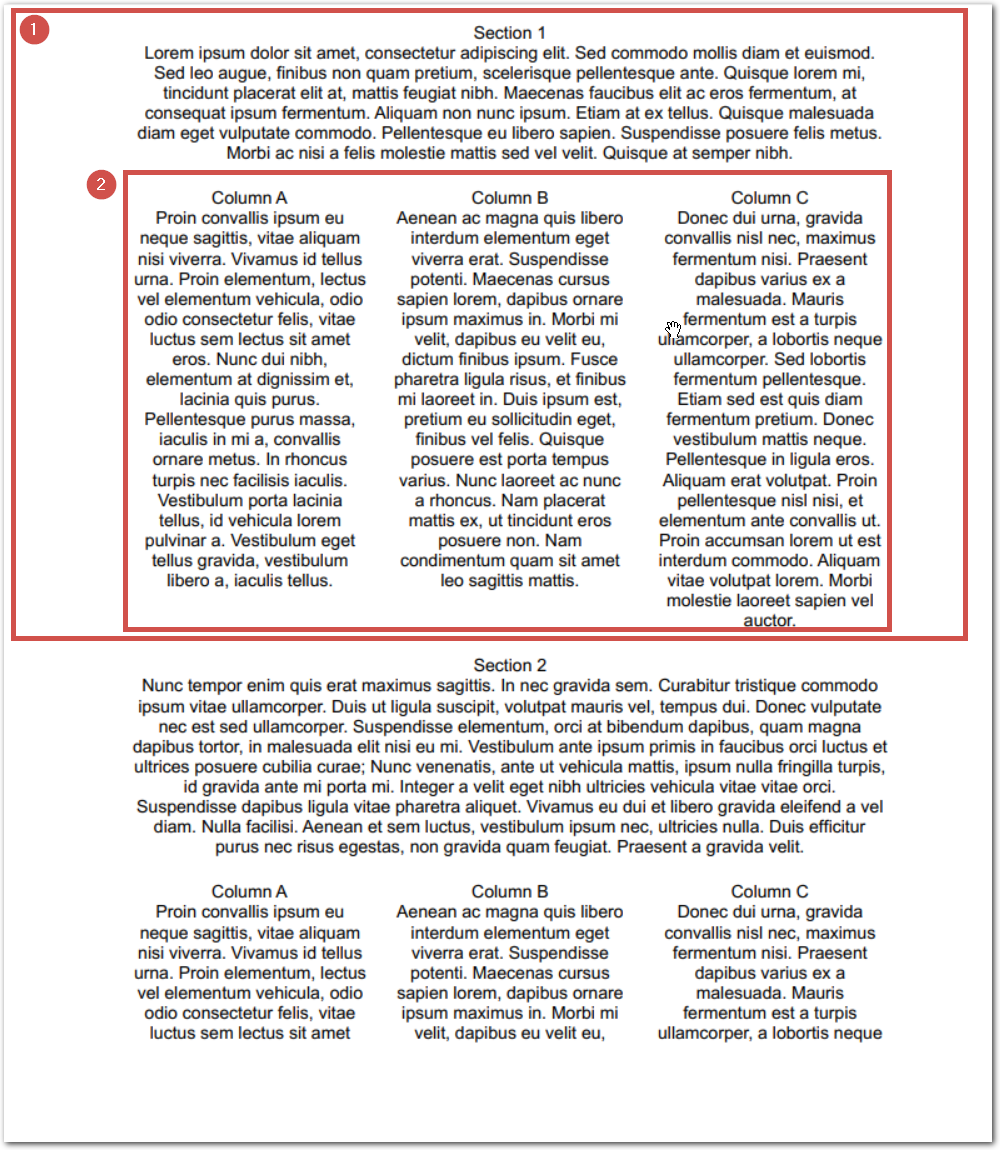 1
Section 1
Lorem ipsum dolor sit amet, consectetur adipiscing elit. Sed commodo mollis diam et euismod.
Sed leo augue, finibus non quam pretium, scelerisque pellentesque ante. Quisque lorem mi,
tincidunt placerat elit at, mattis feugiat nibh. Maecenas faucibus elit ac eros fermentum, at
consequat ipsum fermentum. Aliquam non nunc ipsum. Etiam at ex tellus. Quisque malesuada
diam eget vulputate commodo. Pellentesque eu libero sapien. Suspendisse posuere felis metus.
Morbi ac nisi a felis molestie mattis sed vel velit. Quisque at semper nibh.
2
Column A
Proin convallis ipsum eu
neque sagittis, vitae aliquam
nisi viverra. Vivamus id tellus
urna. Proin elementum, lectus
vel elementum vehicula, odio
odio consectetur felis, vitae
luctus sem lectus sit amet
eros. Nunc dui nibh,
elementum at dignissim et,
lacinia quis purus.
Pellentesque purus massa,
iaculis in mi a, convallis
ornare metus. In rhoncus
turpis nec facilisis iaculis.
Vestibulum porta lacinia
tellus, id vehicula lorem
pulvinar a. Vestibulum eget
tellus gravida, vestibulum
libero a, iaculis tellus.
Column B
Aenean ac magna quis libero
interdum elementum eget
viverra erat. Suspendisse
potenti. Maecenas cursus
sapien lorem, dapibus ornare
ipsum maximus in. Morbi mi
velit, dapibus eu velit eu,
dictum finibus ipsum. Fusce
pharetra ligula risus, et finibus
mi laoreet in. Duis ipsum est,
pretium eu sollicitudin eget,
finibus vel felis. Quisque
posuere est porta tempus
varius. Nunc laoreet ac nunc
a rhoncus. Nam placerat
mattis ex, ut tincidunt eros
posuere non. Nam
condimentum quam sit amet
leo sagittis mattis.
Column C
Donec dui urna, gravida
convallis nisl nec, maximus
fermentum nisi. Praesent
dapibus varius ex a
malesuada. Mauris
fermentum est a turpis
ullamcorper, a lobortis neque
ullamcorper. Sed lobortis
fermentum pellentesque.
Etiam sed est quis diam
fermentum pretium. Donec
vestibulum mattis neque.
Pellentesque in ligula eros.
Aliquam erat volutpat. Proin
pellentesque nisl nisi, et
elementum ante convallis ut.
Proin accumsan lorem ut est
interdum commodo. Aliquam
vitae volutpat lorem. Morbi
molestie laoreet sapien vel
auctor.
Section 2
Nunc tempor enim quis erat maximus sagittis. In nec gravida sem. Curabitur tristique commodo
ipsum vitae ullamcorper. Duis ut ligula suscipit, volutpat mauris vel, tempus dui. Donec vulputate
nec est sed ullamcorper. Suspendisse elementum, orci at bibendum dapibus, quam magna
dapibus tortor, in malesuada elit nisi eu mi. Vestibulum ante ipsum primis in faucibus orci luctus et
ultrices posuere cubilia curae; Nunc venenatis, ante ut vehicula mattis, ipsum nulla fringilla turpis,
id gravida ante mi porta mi. Integer a velit eget nibh ultricies vehicula vitae vitae orci.
Suspendisse dapibus ligula vitae pharetra aliquet. Vivamus eu dui et libero gravida eleifend a vel
diam. Nulla facilisi. Aenean et sem luctus, vestibulum ipsum nec, ultricies nulla. Duis efficitur
purus nec risus egestas, non gravida quam feugiat. Praesent a gravida velit.
Column A
Proin convallis ipsum eu
neque sagittis, vitae aliquam
nisi viverra. Vivamus id tellus
urna. Proin elementum, lectus
vel elementum vehicula, odio
odio consectetur felis, vitae
luctus sem lectus sit amet
Column B
Aenean ac magna quis libero
interdum elementum eget
viverra erat. Suspendisse
potenti. Maecenas cursus
sapien lorem, dapibus ornare
ipsum maximus in. Morbi mi
velit, dapibus eu velit eu,
Column C
Donec dui urna, gravida
convallis nisl nec, maximus
fermentum nisi. Praesent
dapibus varius ex a
malesuada. Mauris
fermentum est a turpis
ullamcorper, a lobortis neque